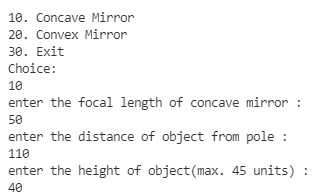 10. Concave Mirror
20. Convex Mirror
30. Exit
Choice:
10
enter the focal length of concave mirror :
50
enter the distance of object from pole :
110
enter the height of object(max. 45 units) :
40